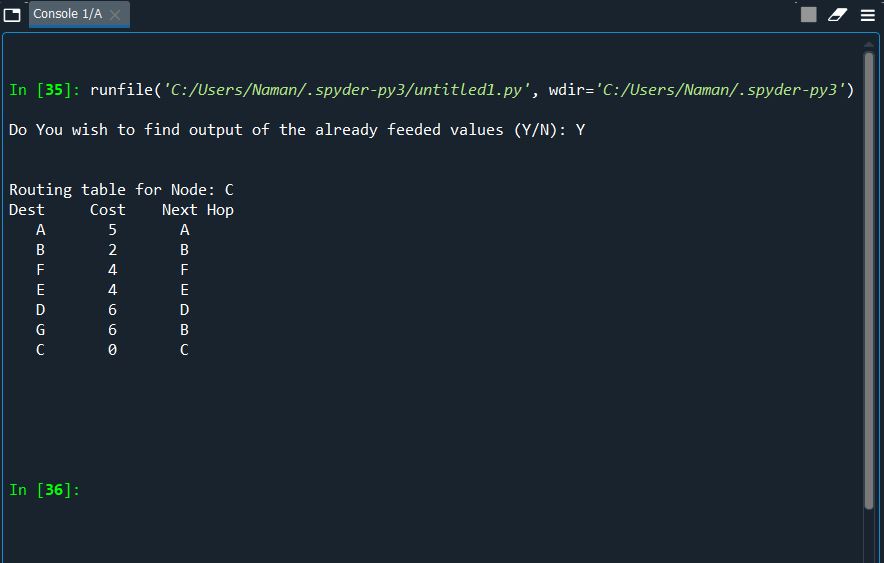 Console 1/A
In [35]: runfile('C:/Users/Naman/.spyder-py3/untitled1.py', wdir='C:/Users/Naman/.spyder-py3')
Do You wish to find output of the already feeded values (Y/N): Y
Routing table for Node: C
Dest Cost Next Hop
A 5 A
B 2 B
F 4 F
E 4 E
D 6 D
G 6 B
C 0 C
In [36]: